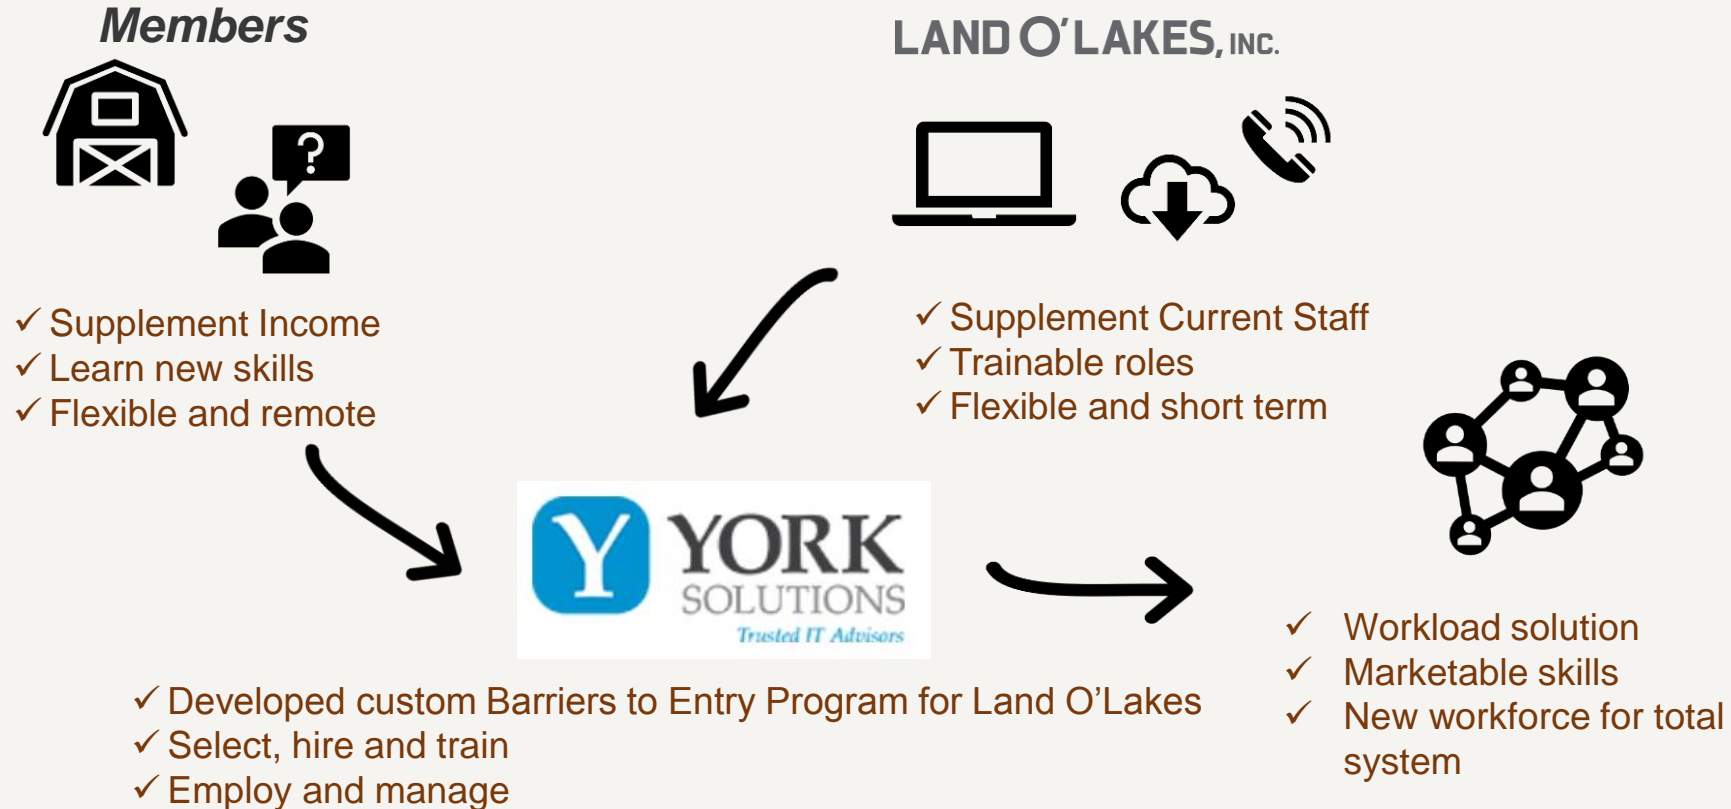 Members
LAND O'LAKES, INC.
?
✓ Supplement Income
✓ Learn new skills
✓ Flexible and remote
✓ Supplement Current Staff
✓ Trainable roles
✓ Flexible and short term
Y YORK
SOLUTIONS
Trusted IT Advisors
✓ Developed custom Barriers to Entry Program for Land O'Lakes
✓ Select, hire and train
✓ Employ and manage
✓ Workload solution
✓ Marketable skills
✓ New workforce for total
system